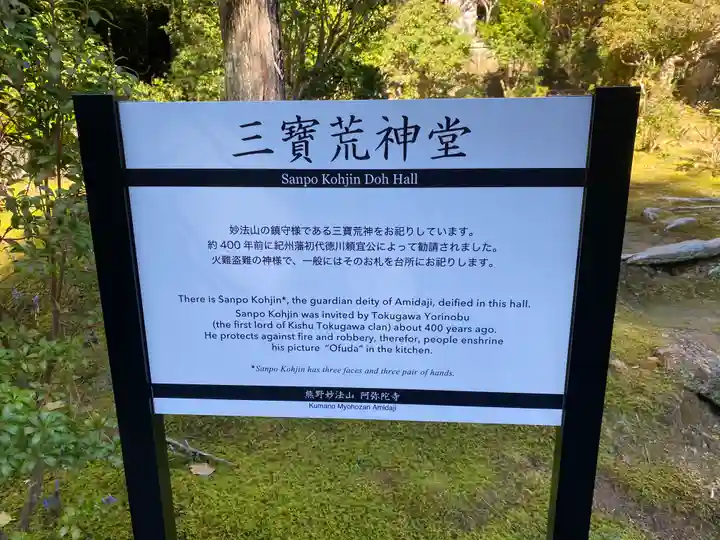 三寶荒神堂
Sanpo Kohjin Doh Hall
妙法山の鎮守様である三寶荒神をお祀りしています。
約400年前に紀州藩初代徳川頼宜公によって勧請されました。
火難盗難の神様で、一般にはそのお札を台所にお祀りします。
There is Sanpo Kohjin*, the guardian deity of Amidaji, deified in this hall.
Sanpo Kohjin was invited by Tokugawa Yorinobu
(the first lord of Kishu Tokugawa clan) about 400 years ago.
He protects against fire and robbery, therefor, people enshrine
his picture “Ofuda” in the kitchen.
*Sanpo Kohjin has three faces and three pair of hands.
熊野妙法山 阿弥陀寺
Kumano Myohozan Amidaji